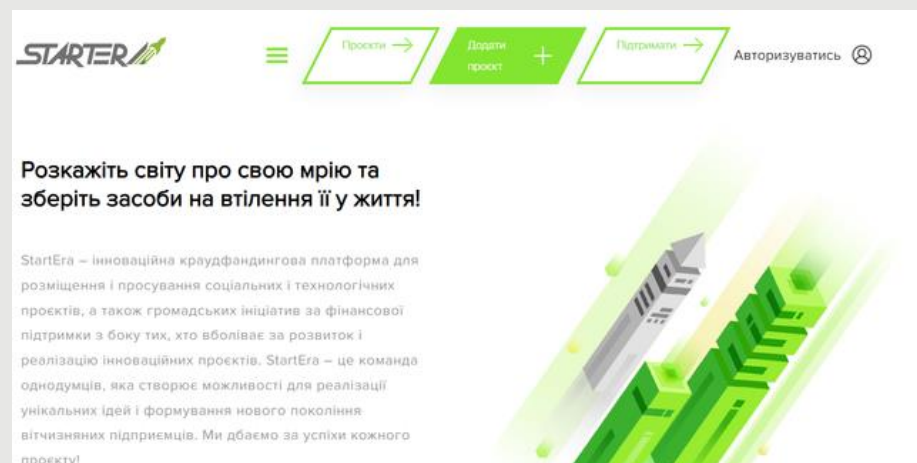 STARTERA
Проєкти →
Додати
проєкт +
Підтримати →
Авторизуватись
Розкажіть світу про свою мрію та
зберіть засоби на втілення її у життя!
StartEra – інноваційна краудфандингова платформа для
розміщення і просування соціальних і технологічних
проєктів, а також громадських ініціатив за фінансової
підтримки з боку тих, хто вболіває за розвиток і
реалізацію інноваційних проєктів. StartEra – це команда
однодумців, яка створює можливості для реалізації
унікальних ідей і формування нового покоління
вітчизняних підприємців. Ми дбаємо за успіхи кожного
проєкту!